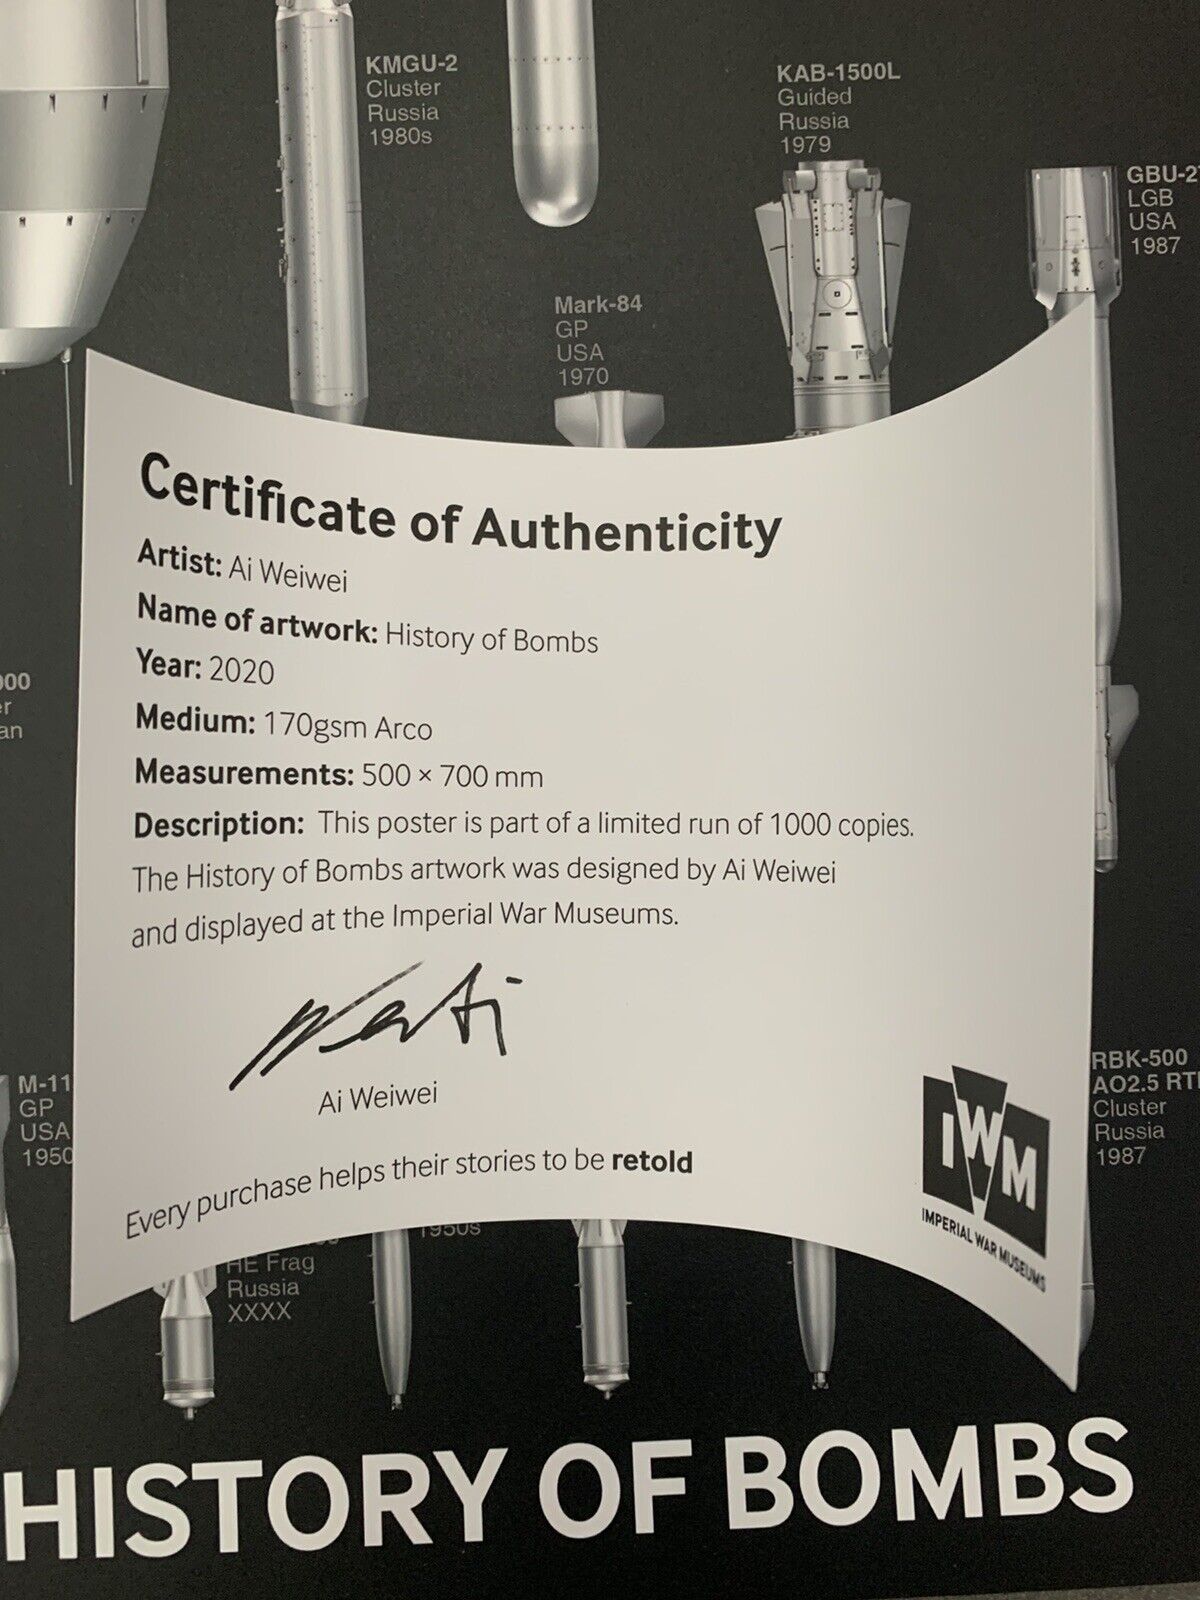 KMGU-2
Cluster
Russia
1980s
KAB-1500L
Guided
Russia
1979
LGB
USA
1987
Mark-84
GP
USA
1970
Certificate of Authenticity
Artist: Ai Weiwei
Name of artwork: History of Bombs
Year: 2020
Medium: 170gsm Arco
Measurements: 500 × 700 mm
Description: This poster is part of a limited run of 1000 copies.
The History of Bombs artwork was designed by Ai Weiwei
and displayed at the Imperial War Museums.
Ai Weiwei
Every purchase helps their stories to be retold
IWM
IMPERIAL WAR MUSEUMS
M-11
GP
USA
1950
RBK-500
AO2.5 RT
Cluster
Russia
1987
1950s
HE Frag
Russia
XXXX
HISTORY OF BOMBS